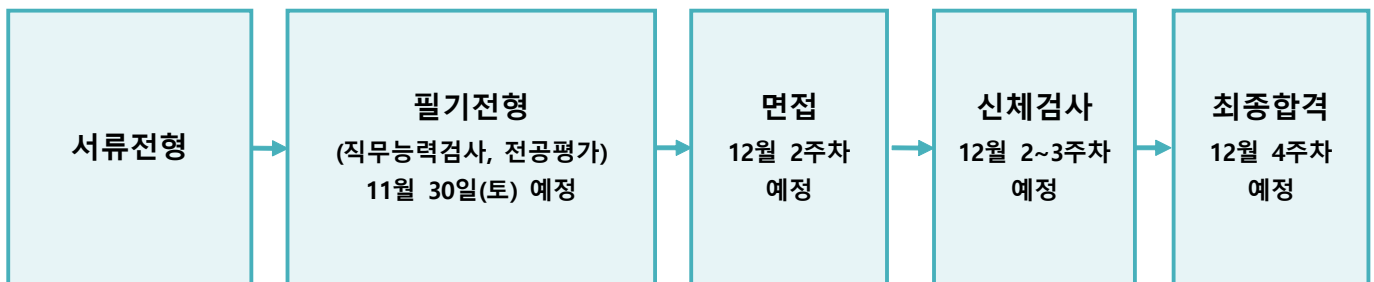 서류전형
필기전형
(직무능력검사, 전공평가)
11월 30일(토) 예정
면접
12월 2주차
예정
신체검사
12월 2~3주차
예정
최종합격
12월 4주차
예정